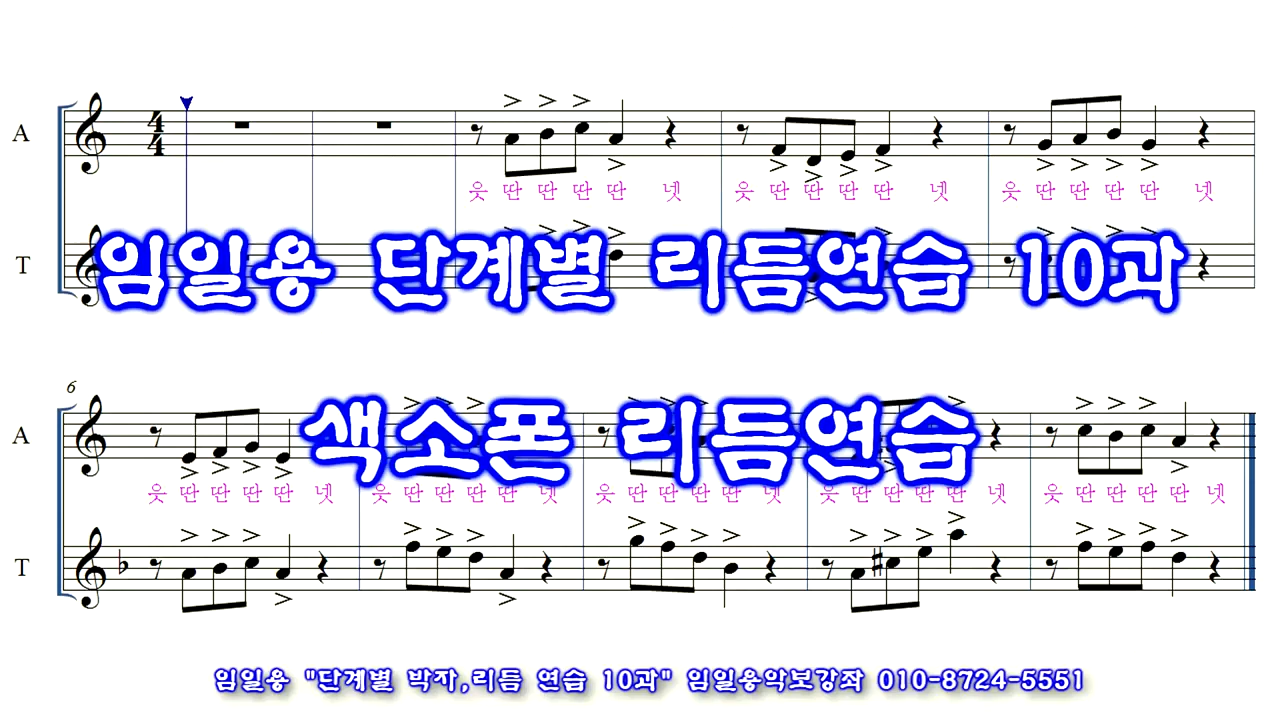 A
웃 딴 딴 딴 딴 넷 웃 딴 딴 딴 딴 넷 웃 딴 딴 딴 딴 넷
T
임일용 단계별 리듬연습 10과
6
A
색소폰 리듬연습
웃 딴 딴 딴 딴 넷 웃 딴 딴 딴 딴 넷 웃 딴 딴 딴 딴 넷 웃 딴 딴 딴 딴 넷 웃 딴 딴 딴 딴 넷
T
임일용 "단계별 박자,리듬 연습 10과" 임일용악보강좌 010-8724-5551